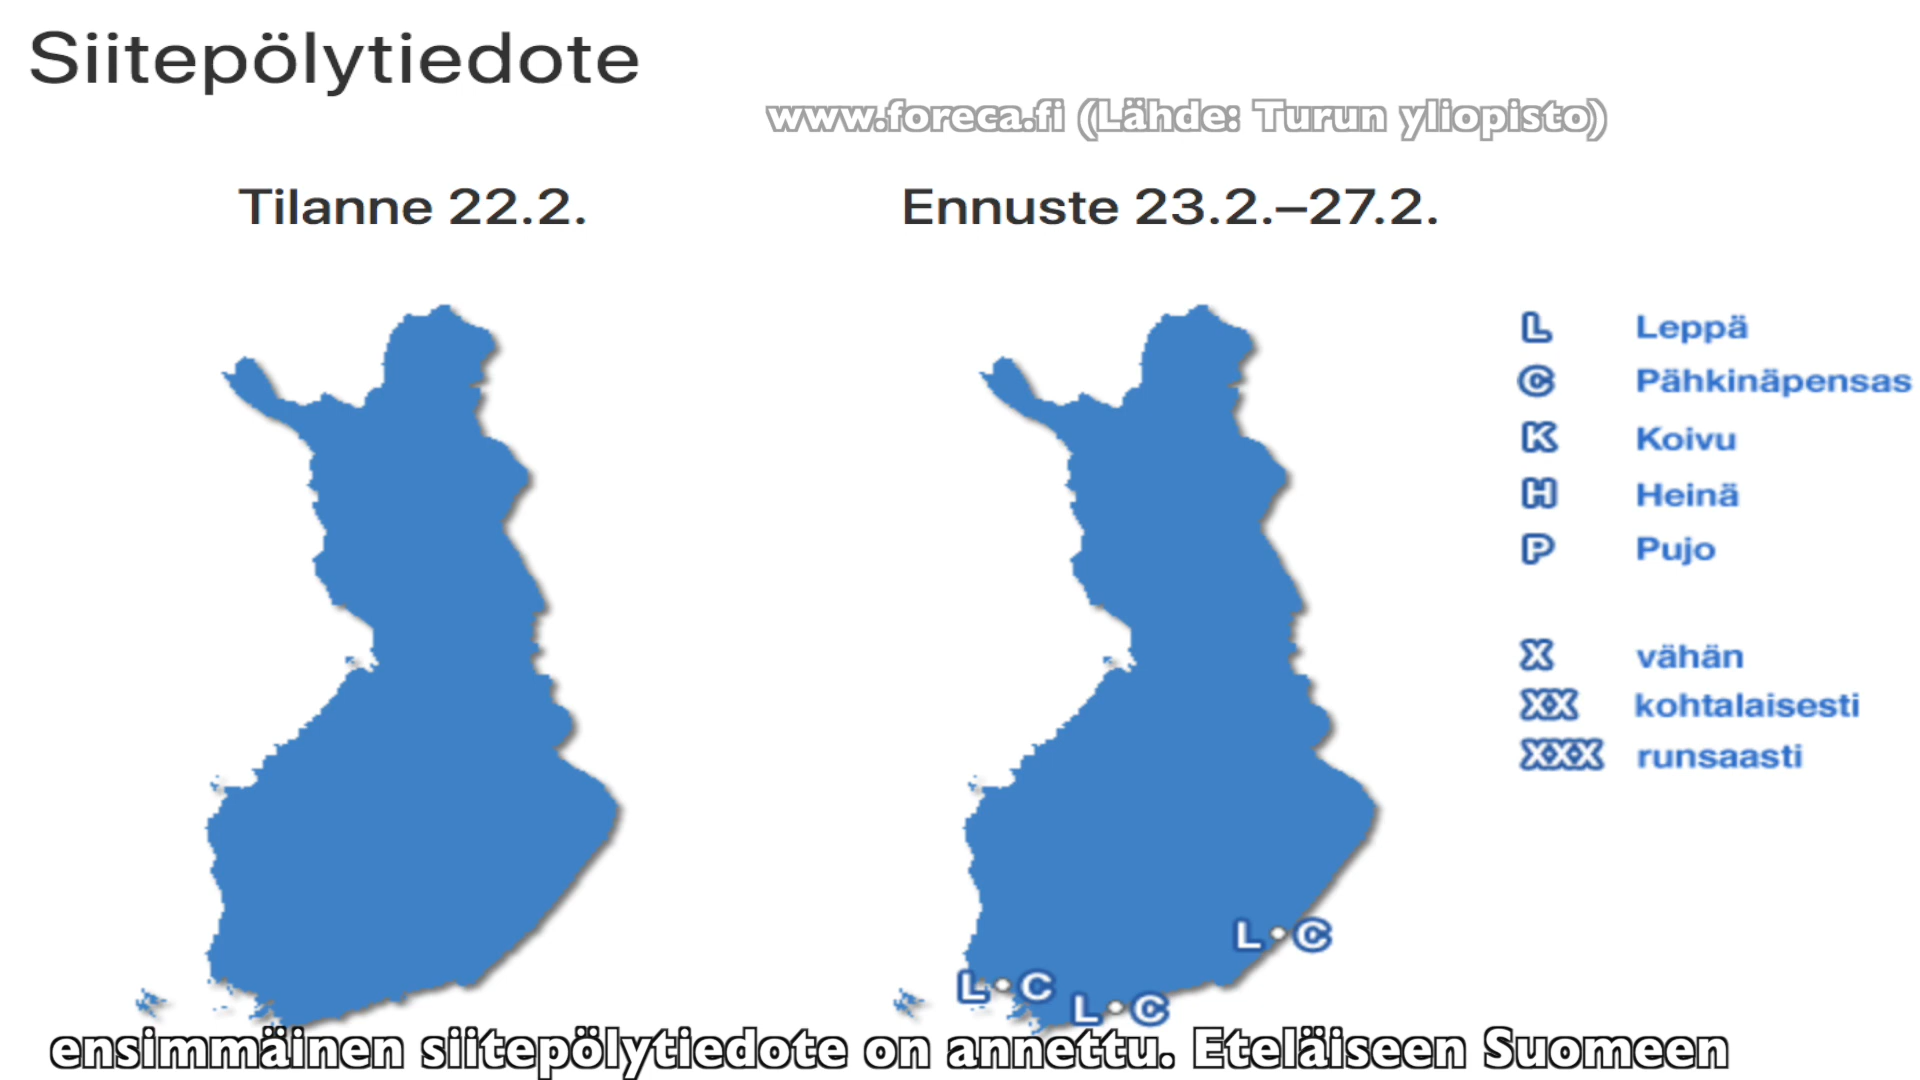 Siitepölytiedote
www.foreca.fi (Lähde: Turun yliopisto)
Tilanne 22.2.
Ennuste 23.2.–27.2.
L Leppä
C Pähkinäpensas
K Koivu
H Heinä
P Pujo
X vähän
XX kohtalaisesti
XXX runsaasti
L C
L C
L C
ensimmäinen siitepölytiedote on annettu. Eteläiseen Suomeen